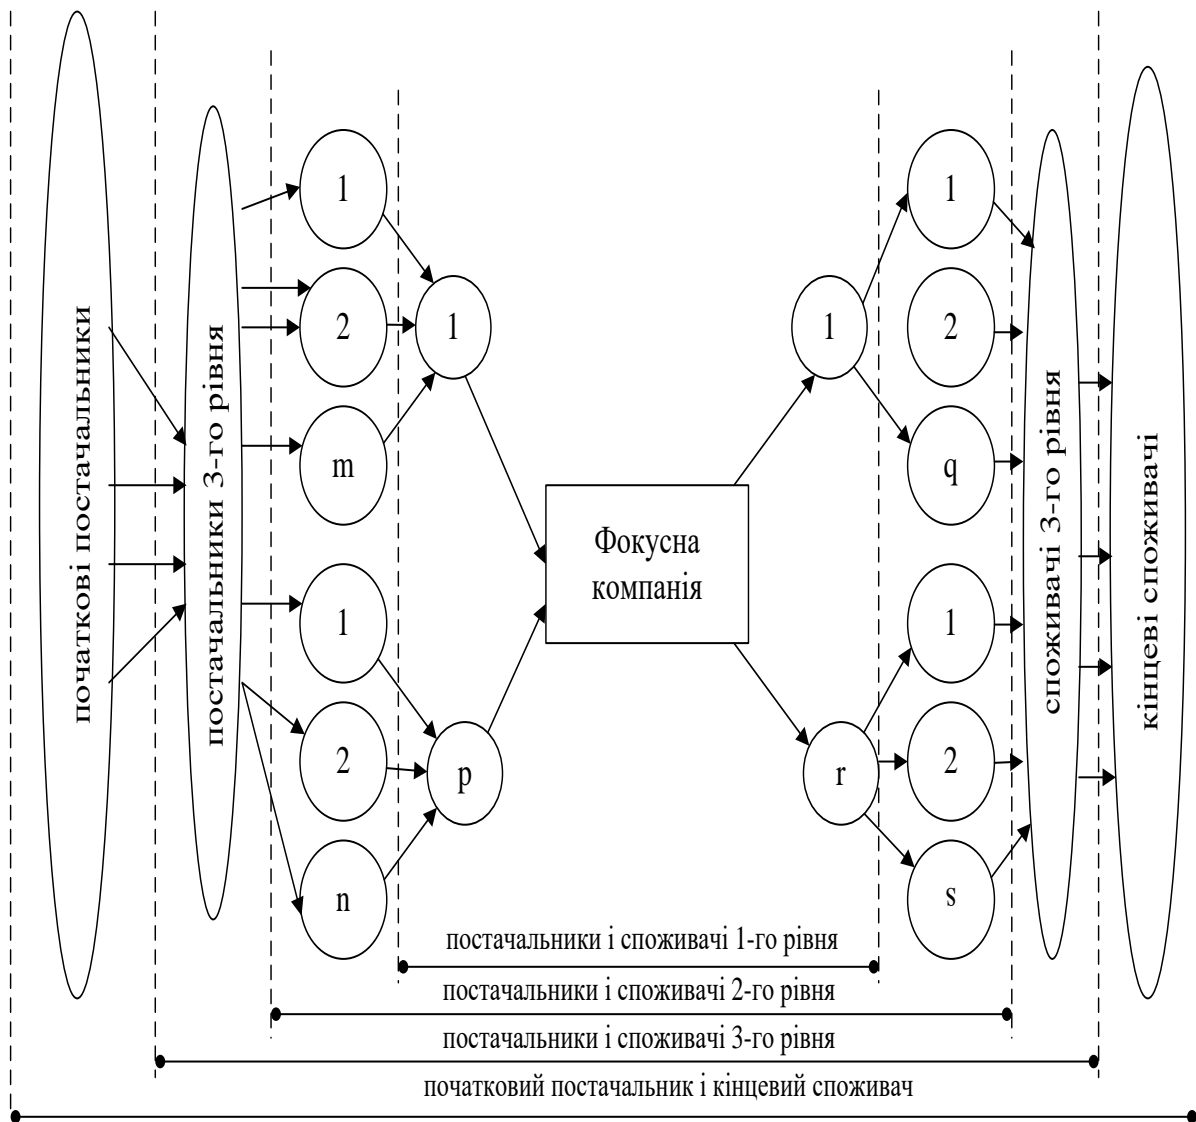 початкові постачальники
постачальники 3-го рівня
1
2
m
1
2
n
1
p
Фокусна
компанія
1
r
1
2
q
1
2
s
споживачі 3-го рівня
кінцеві споживачі
постачальники і споживачі 1-го рівня
постачальники і споживачі 2-го рівня
постачальники і споживачі 3-го рівня
початковий постачальник і кінцевий споживач